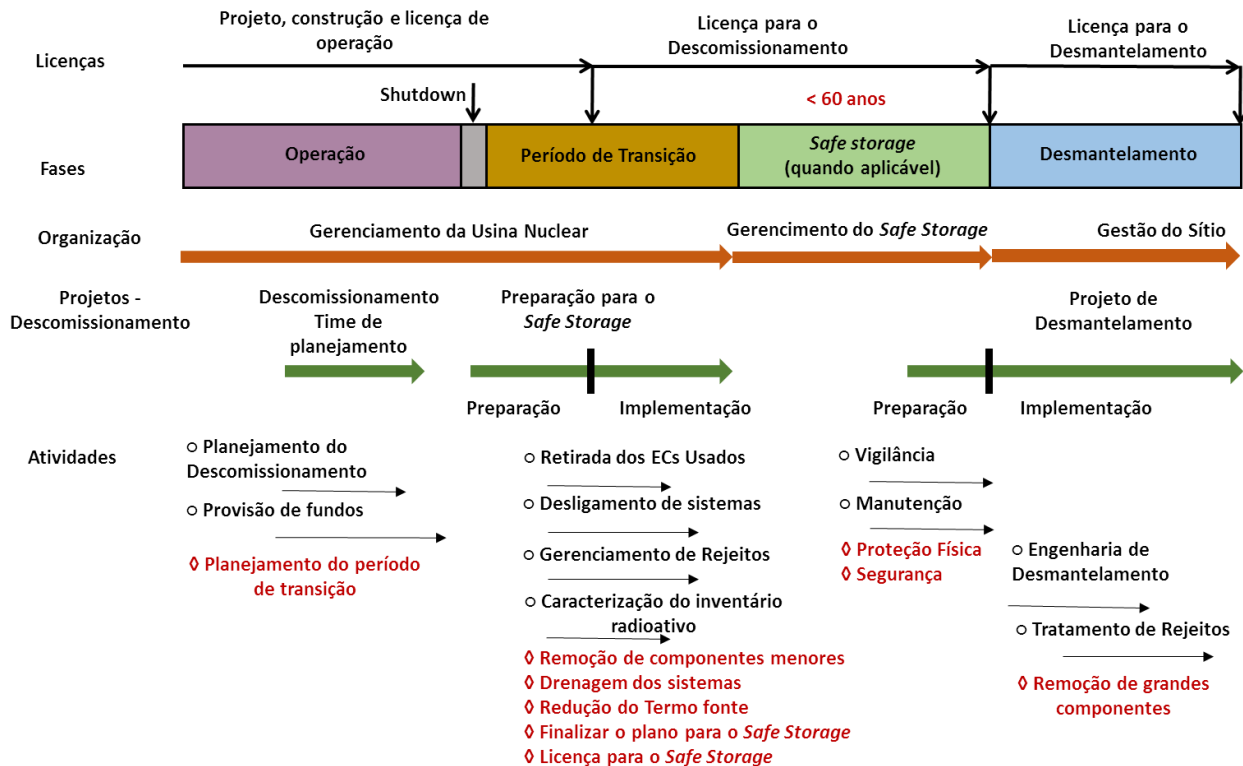 Projeto, construção e licença de
operação
Licença para o
Descomissionamento
Licença para o
Desmantelamento
Licenças
Shutdown
< 60 anos
Fases
Operação
Período de Transição
Safe storage
(quando aplicável)
Desmantelamento
Organização
Gerenciamento da Usina Nuclear
Gerencimento do Safe Storage
Gestão do Sítio
Projetos -
Descomissionamento
Descomissionamento
Time de
planejamento
Preparação para o
Safe Storage
Projeto de
Desmantelamento
Preparação
Implementação
Preparação
Implementação
Atividades
○ Planejamento do
Descomissionamento
○ Provisão de fundos
◊ Planejamento do período
de transição
○ Retirada dos ECs Usados
○ Desligamento de sistemas
○ Gerenciamento de Rejeitos
○ Caracterização do inventário
radioativo
◊ Remoção de componentes menores
◊ Drenagem dos sistemas
◊ Redução do Termo fonte
◊ Finalizar o plano para o Safe Storage
◊ Licença para o Safe Storage
○ Vigilância
○ Manutenção
◊ Proteção Física
◊ Segurança
○ Engenharia de
Desmantelamento
○ Tratamento de Rejeitos
◊ Remoção de grandes
componentes